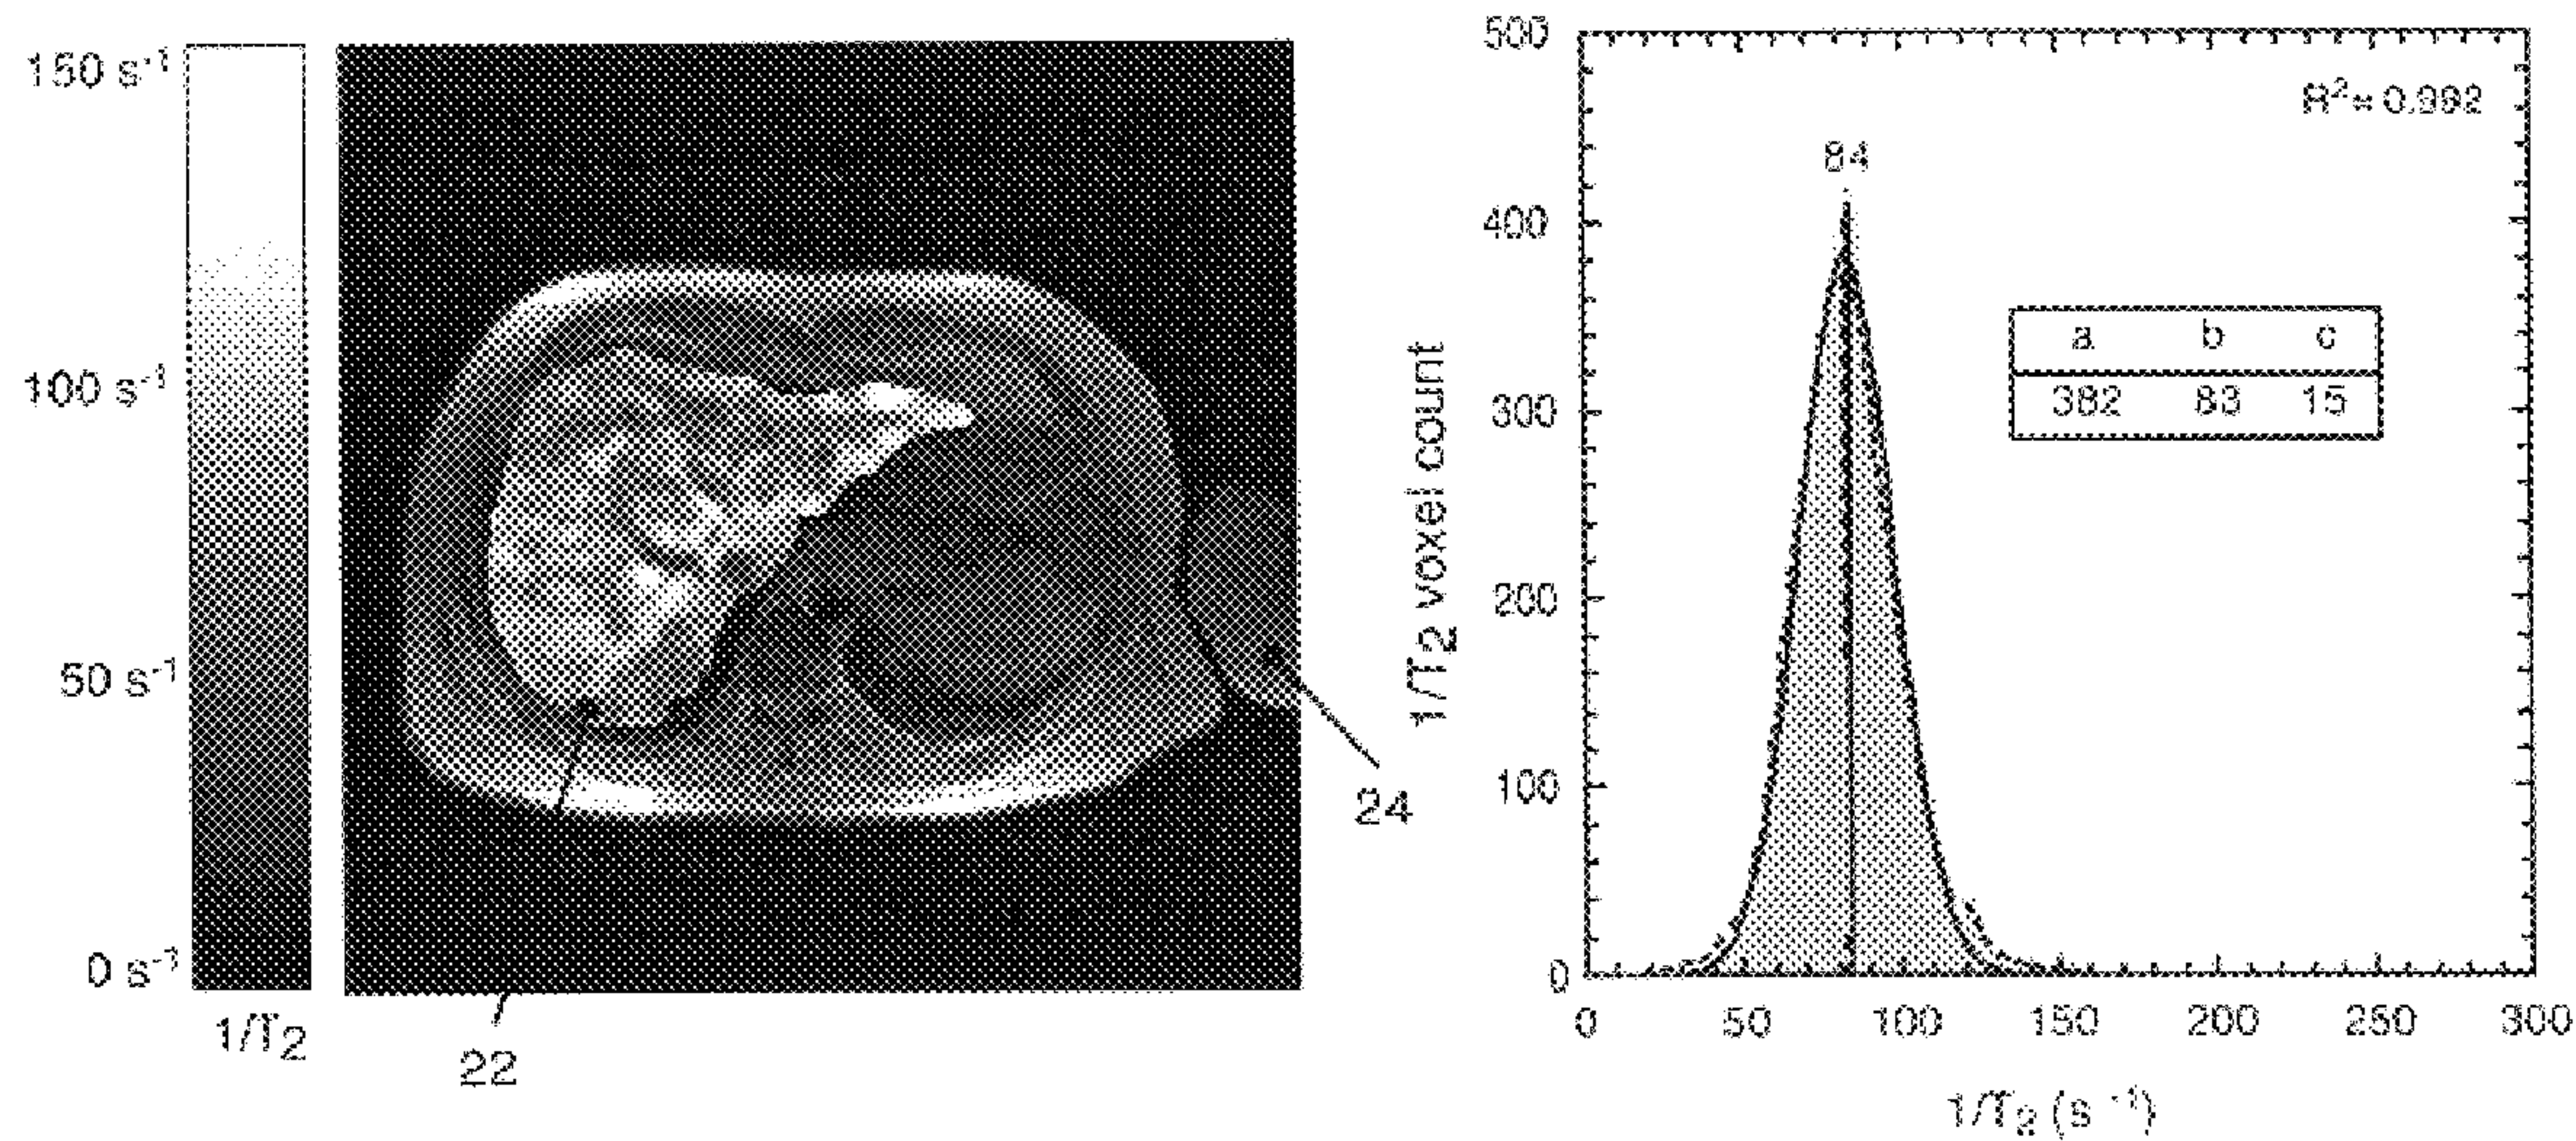 150 s⁻¹
100 s⁻¹
50 s⁻¹
0 s⁻¹
1/T₂
22
24
1/T₂ voxel count
500
400
300
200
100
0
R²= 0.992
84
a b c
382 83 15
0 50 100 150 200 250 300
1/T₂ (s⁻¹)